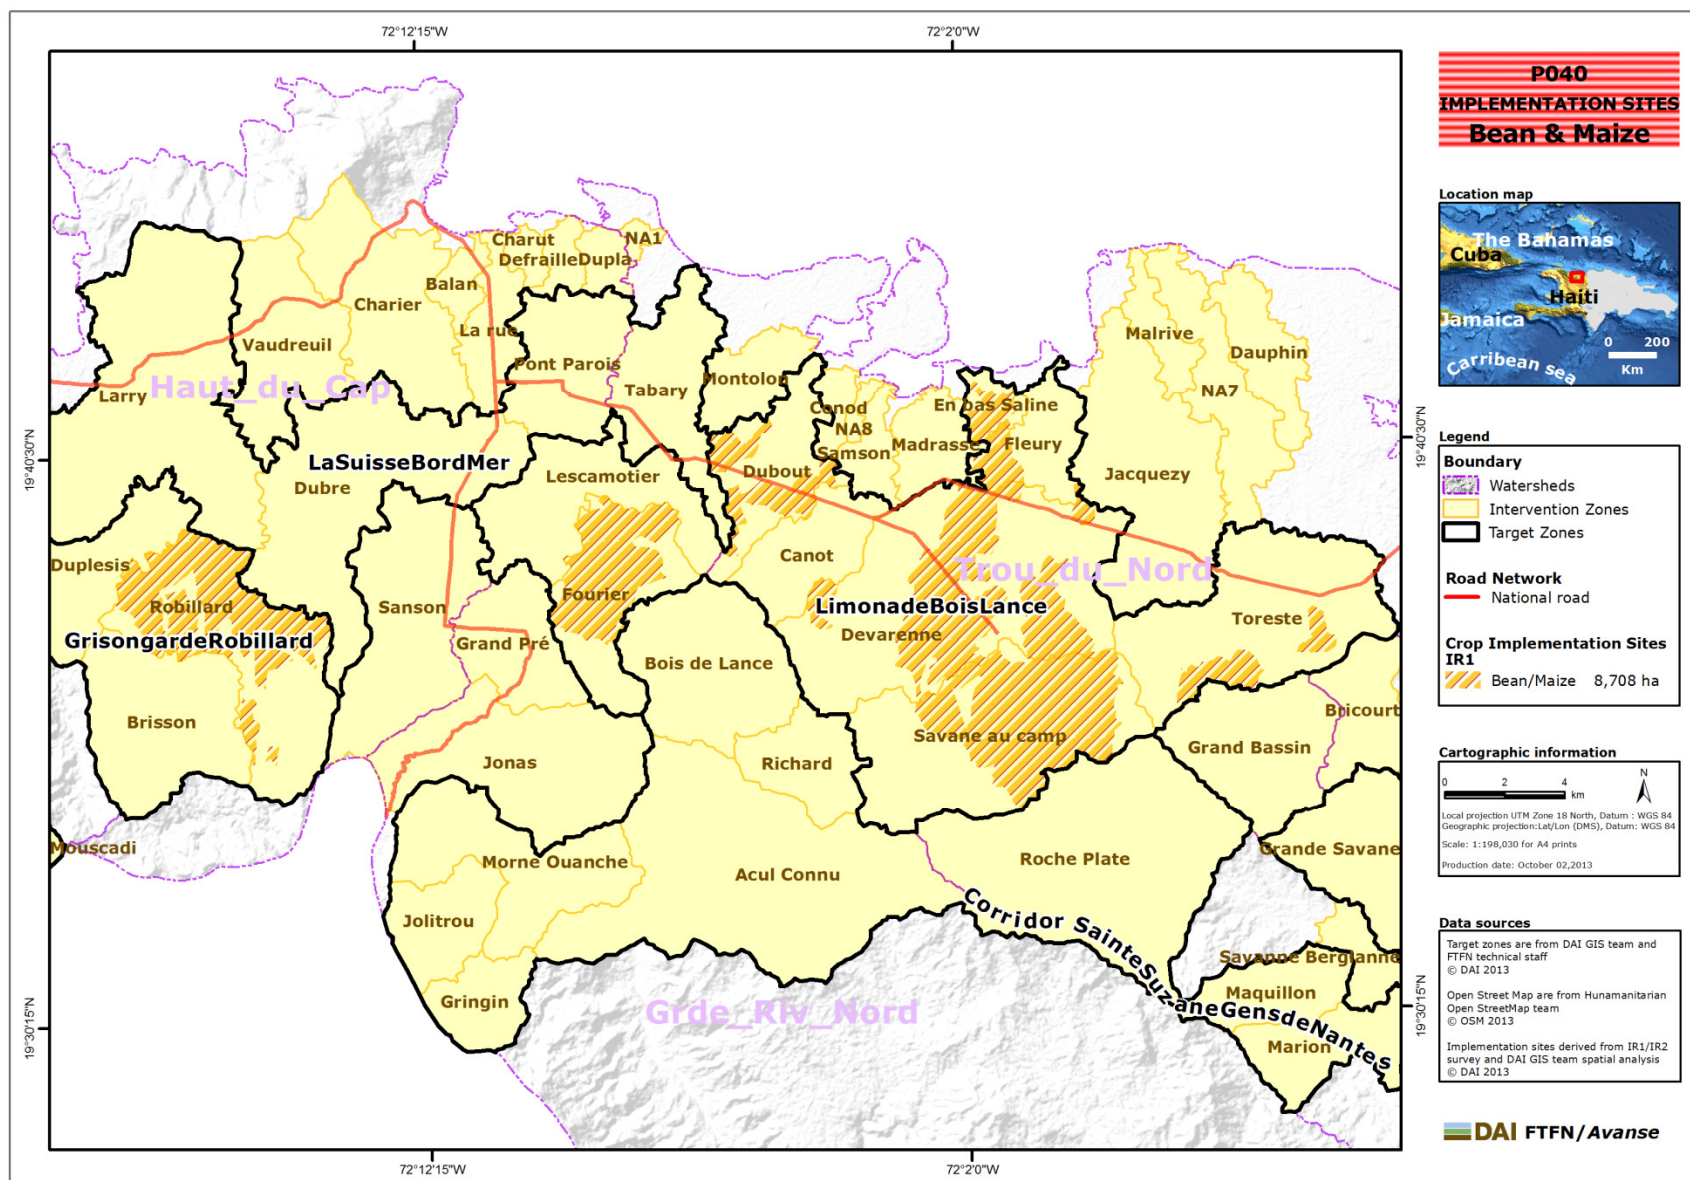 72°12'15"W
72°2'0"W
P040
IMPLEMENTATION SITES
Bean & Maize
Location map
The Bahamas
Cuba
Haiti
Jamaica
Carribean sea
0 200
Km
Legend
Boundary
Watersheds
Intervention Zones
Target Zones
Road Network
National road
Crop Implementation Sites
IR1
Bean/Maize 8,708 ha
Cartographic information
0 2 4
km
N
Local projection UTM Zone 18 North, Datum : WGS 84
Geographic projection:Lat/Lon (DMS), Datum: WGS 84
Scale: 1:198,030 for A4 prints
Production date: October 02,2013
Data sources
Target zones are from DAI GIS team and
FTFN technical staff
© DAI 2013
Open Street Map are from Hunamanitarian
Open StreetMap team
© OSM 2013
Implementation sites derived from IR1/IR2
survey and DAI GIS team spatial analysis
© DAI 2013
DAI FTFN/Avanse
Charut
NA1
Defraille
Dupla
Balan
Charier
La rue
Vaudreuil
Malrive
Dauphin
Pont Parois
Haut_du_Cap
Larry
Tabary
Montolon
NA7
Conod
En bas Saline
NA8
Madrasse
Fleury
Samson
19°40'30"N
19°40'30"N
LaSuisseBordMer
Dubre
Lescamotier
Dubout
Jacquezy
Duplesis
Canot
Trou_du_Nord
Robillard
Sanson
Fourier
LimonadeBoisLance
Toreste
GrisongardeRobillard
Grand Pré
Devarenne
Bois de Lance
Brisson
Bricourt
Savane au camp
Grand Bassin
Jonas
Richard
Mouscadi
Grande Savane
Morne Ouanche
Roche Plate
Acul Connu
Jolitrou
Corridor SainteSuzaneGensdeNantes
Savanne Berglanne
Gringin
Maquillon
Grde_Riv_Nord
Marion
19°30'15"N
19°30'15"N
72°12'15"W
72°2'0"W